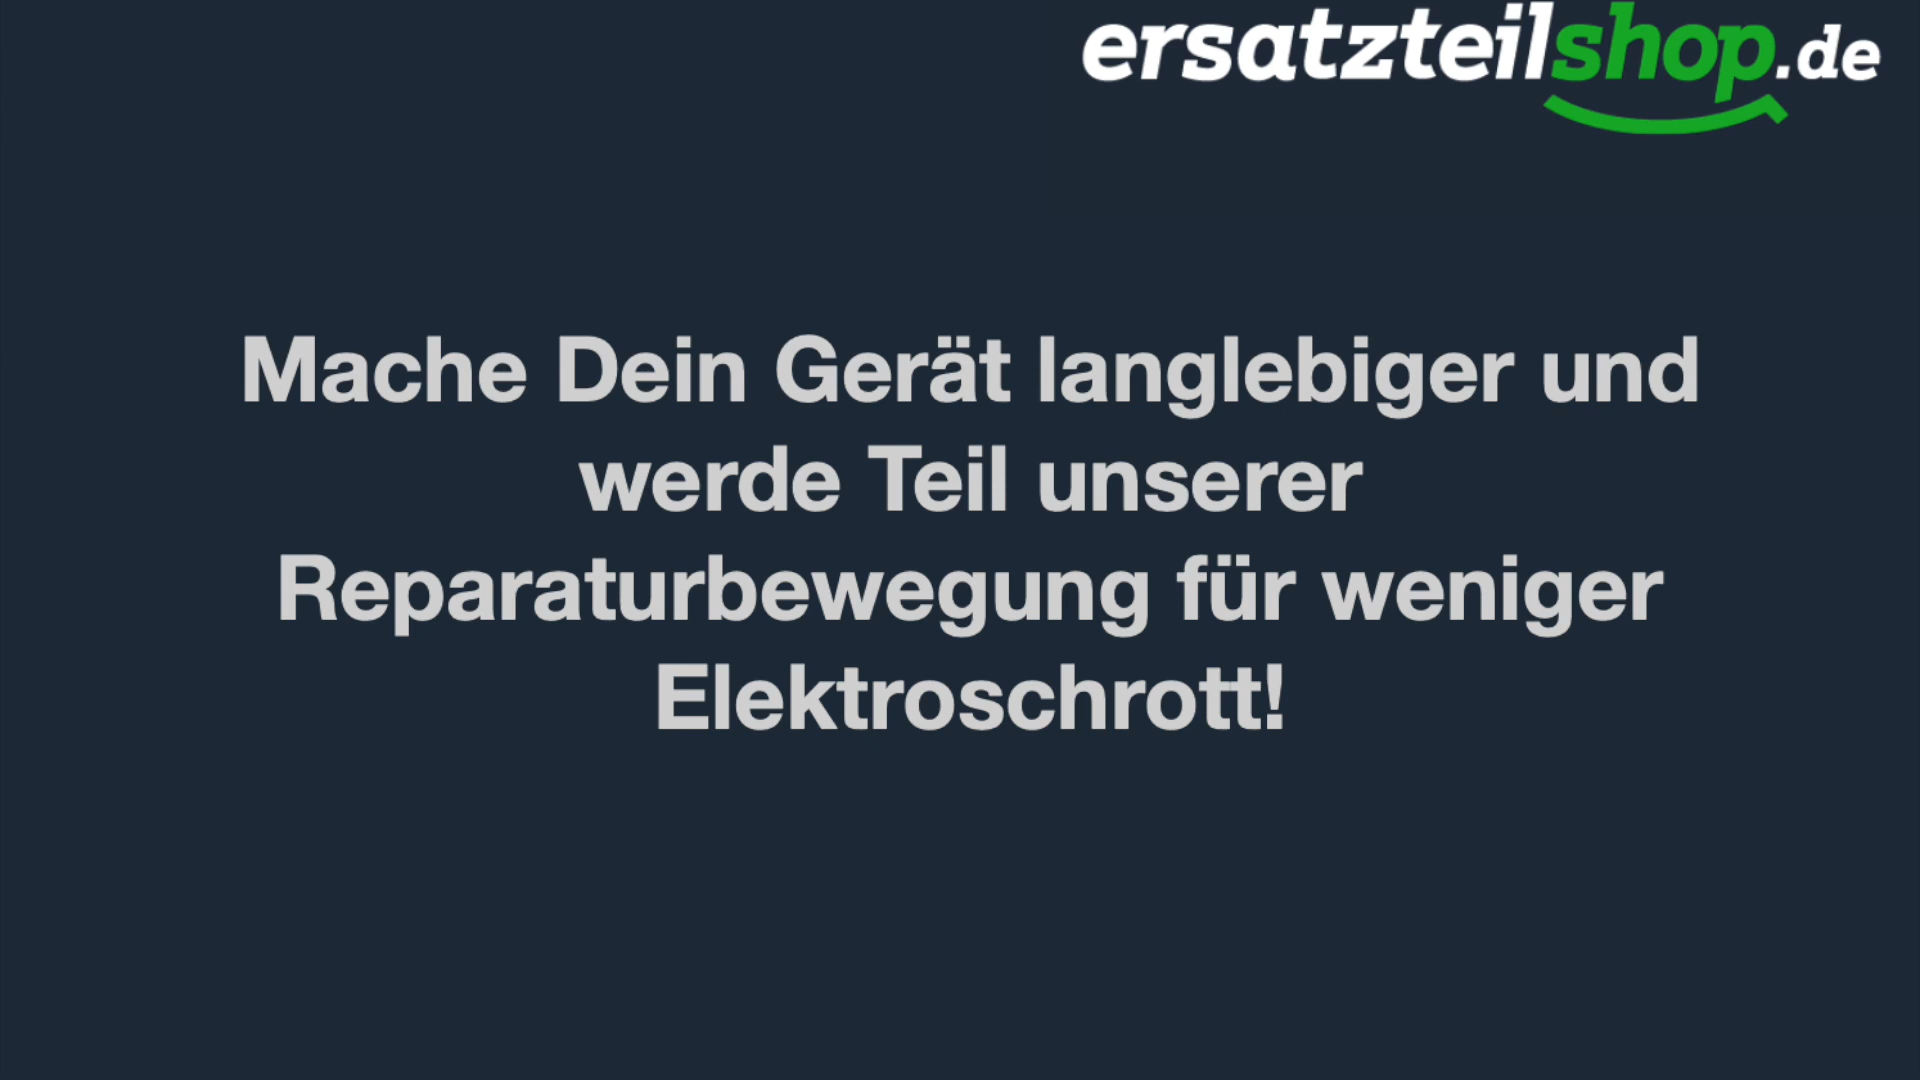 ersatzteilshop.de
Mache Dein Gerät langlebiger und
werde Teil unserer
Reparaturbewegung für weniger
Elektroschrott!